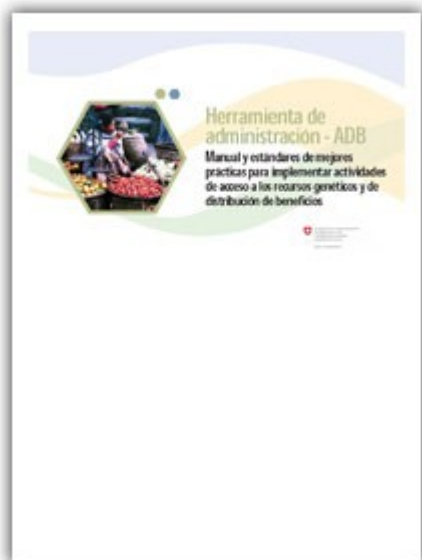 Herramienta de
administración - ADB
Manual y estándares de mejores
prácticas para implementar actividades
de acceso a los recursos genéticos y de
distribución de beneficios